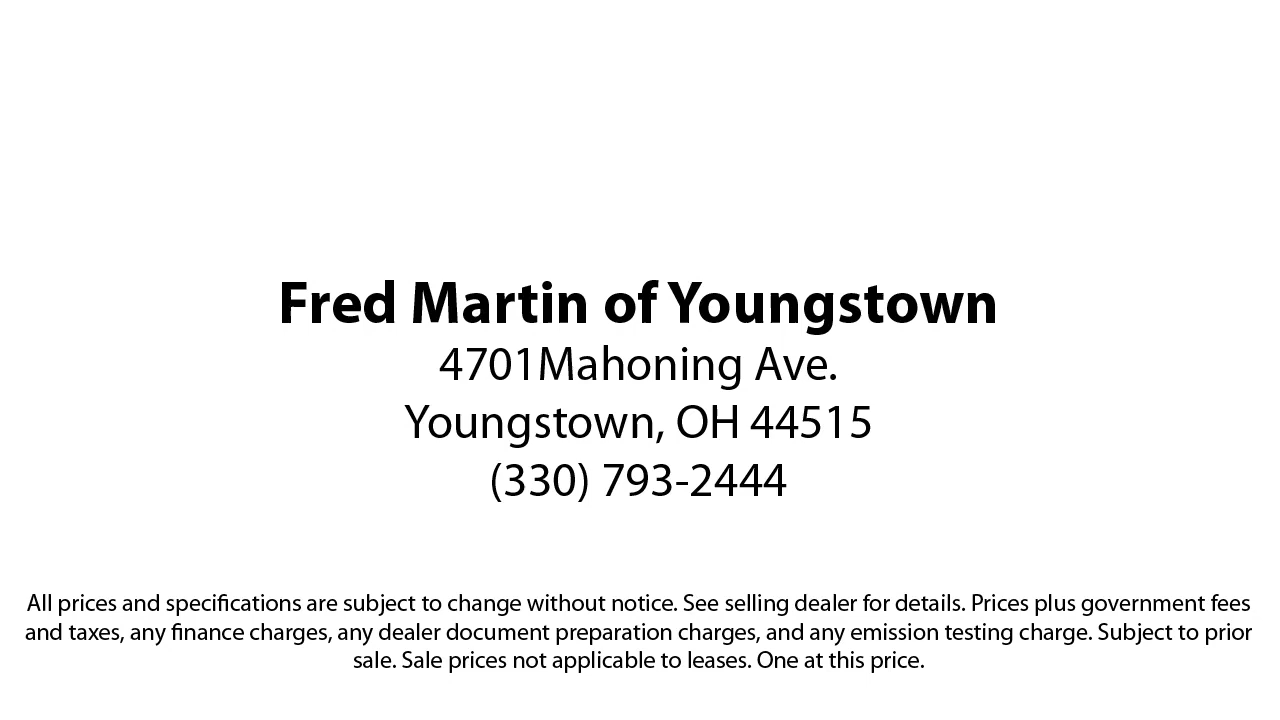 Fred Martin of Youngstown
4701Mahoning Ave.
Youngstown, OH 44515
(330) 793-2444
All prices and specifications are subject to change without notice. See selling dealer for details. Prices plus government fees
and taxes, any finance charges, any dealer document preparation charges, and any emission testing charge. Subject to prior
sale. Sale prices not applicable to leases. One at this price.